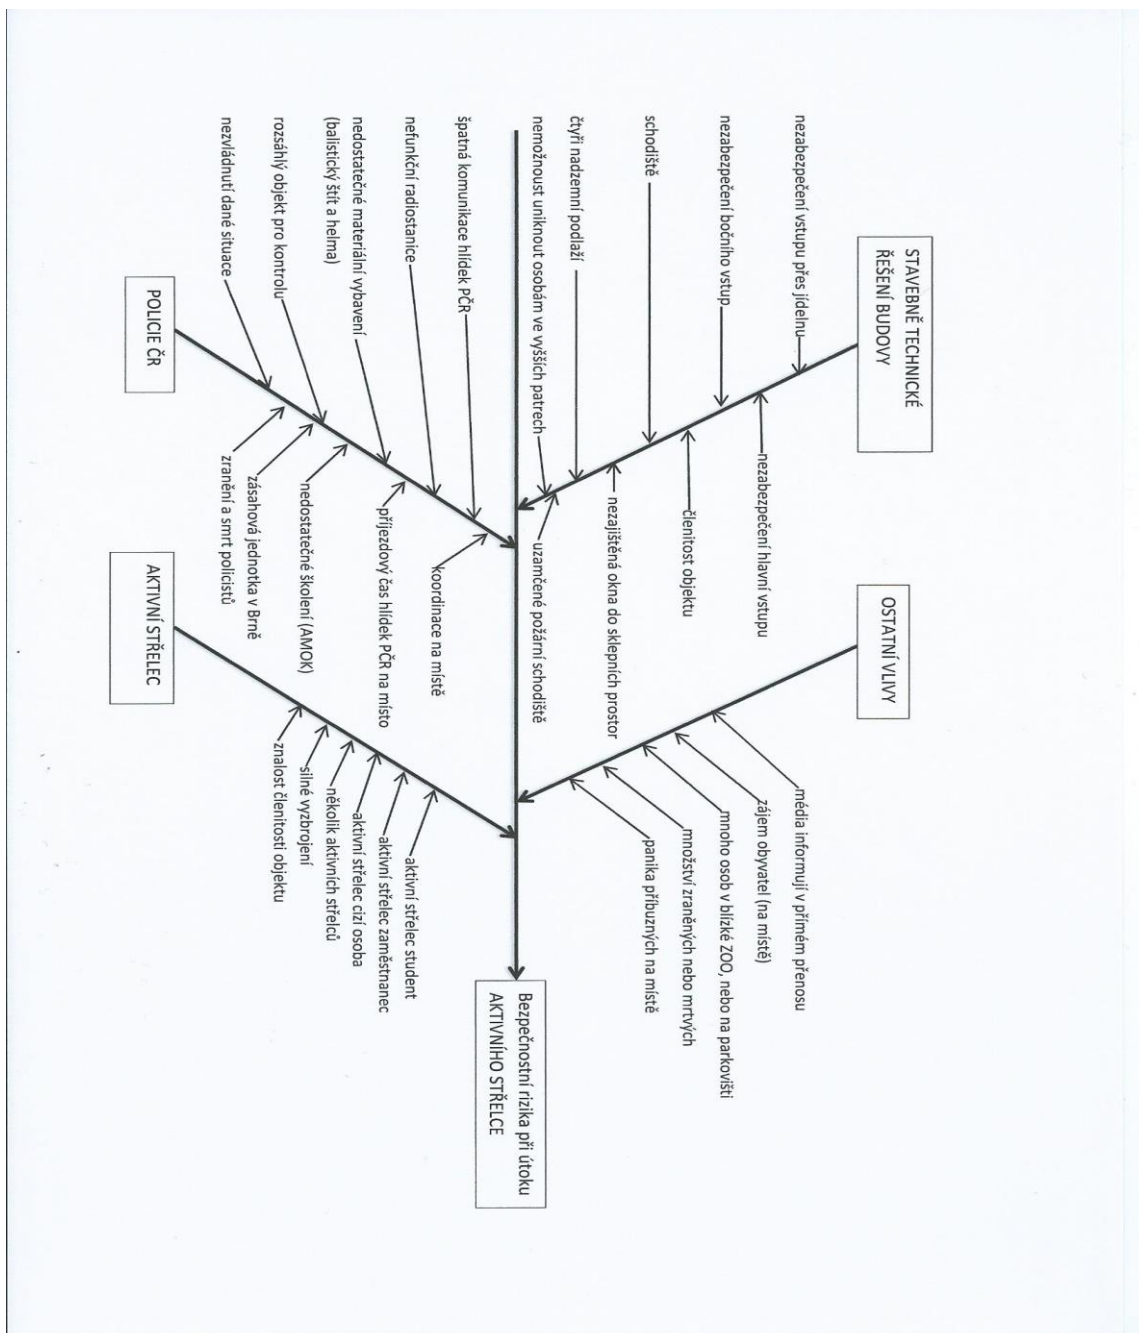 STAVEBNĚ TECHNICKÉ
ŘEŠENÍ BUDOVY
nezabezpečení vstupu přes jídelnu
nezabezpečení hlavní vstupu
nezabezpečení bočního vstup
členitost objektu
schodiště
nezajištěná okna do sklepních prostor
čtyři nadzemní podlaží
uzamčené požární schodiště
nemožnoust uniknout osobám ve vyšších patrech
OSTATNÍ VLIVY
média informují v přímém přenosu
zájem obyvatel (na místě)
mnoho osob v blízké ZOO, nebo na parkovišti
množství zraněných nebo mrtvých
panika příbuzných na místě
Bezpečnostní rizika při útoku
AKTIVNÍHO STŘELCE
špatná komunikace hlídek PČR
koordinace na místě
nefunkční radiostanice
příjezdový čas hlídek PČR na místo
nedostatečné materiální vybavení
(balistický štít a helma)
nedostatečné školení (AMOK)
rozsáhlý objekt pro kontrolu
zásahová jednotka v Brně
nezvládnutí dané situace
zranění a smrt policistů
POLICIE ČR
aktivní střelec student
aktivní střelec zaměstnanec
aktivní střelec cizí osoba
několik aktivních střelců
silné vyzbrojení
znalost členitosti objektu
AKTIVNÍ STŘELEC